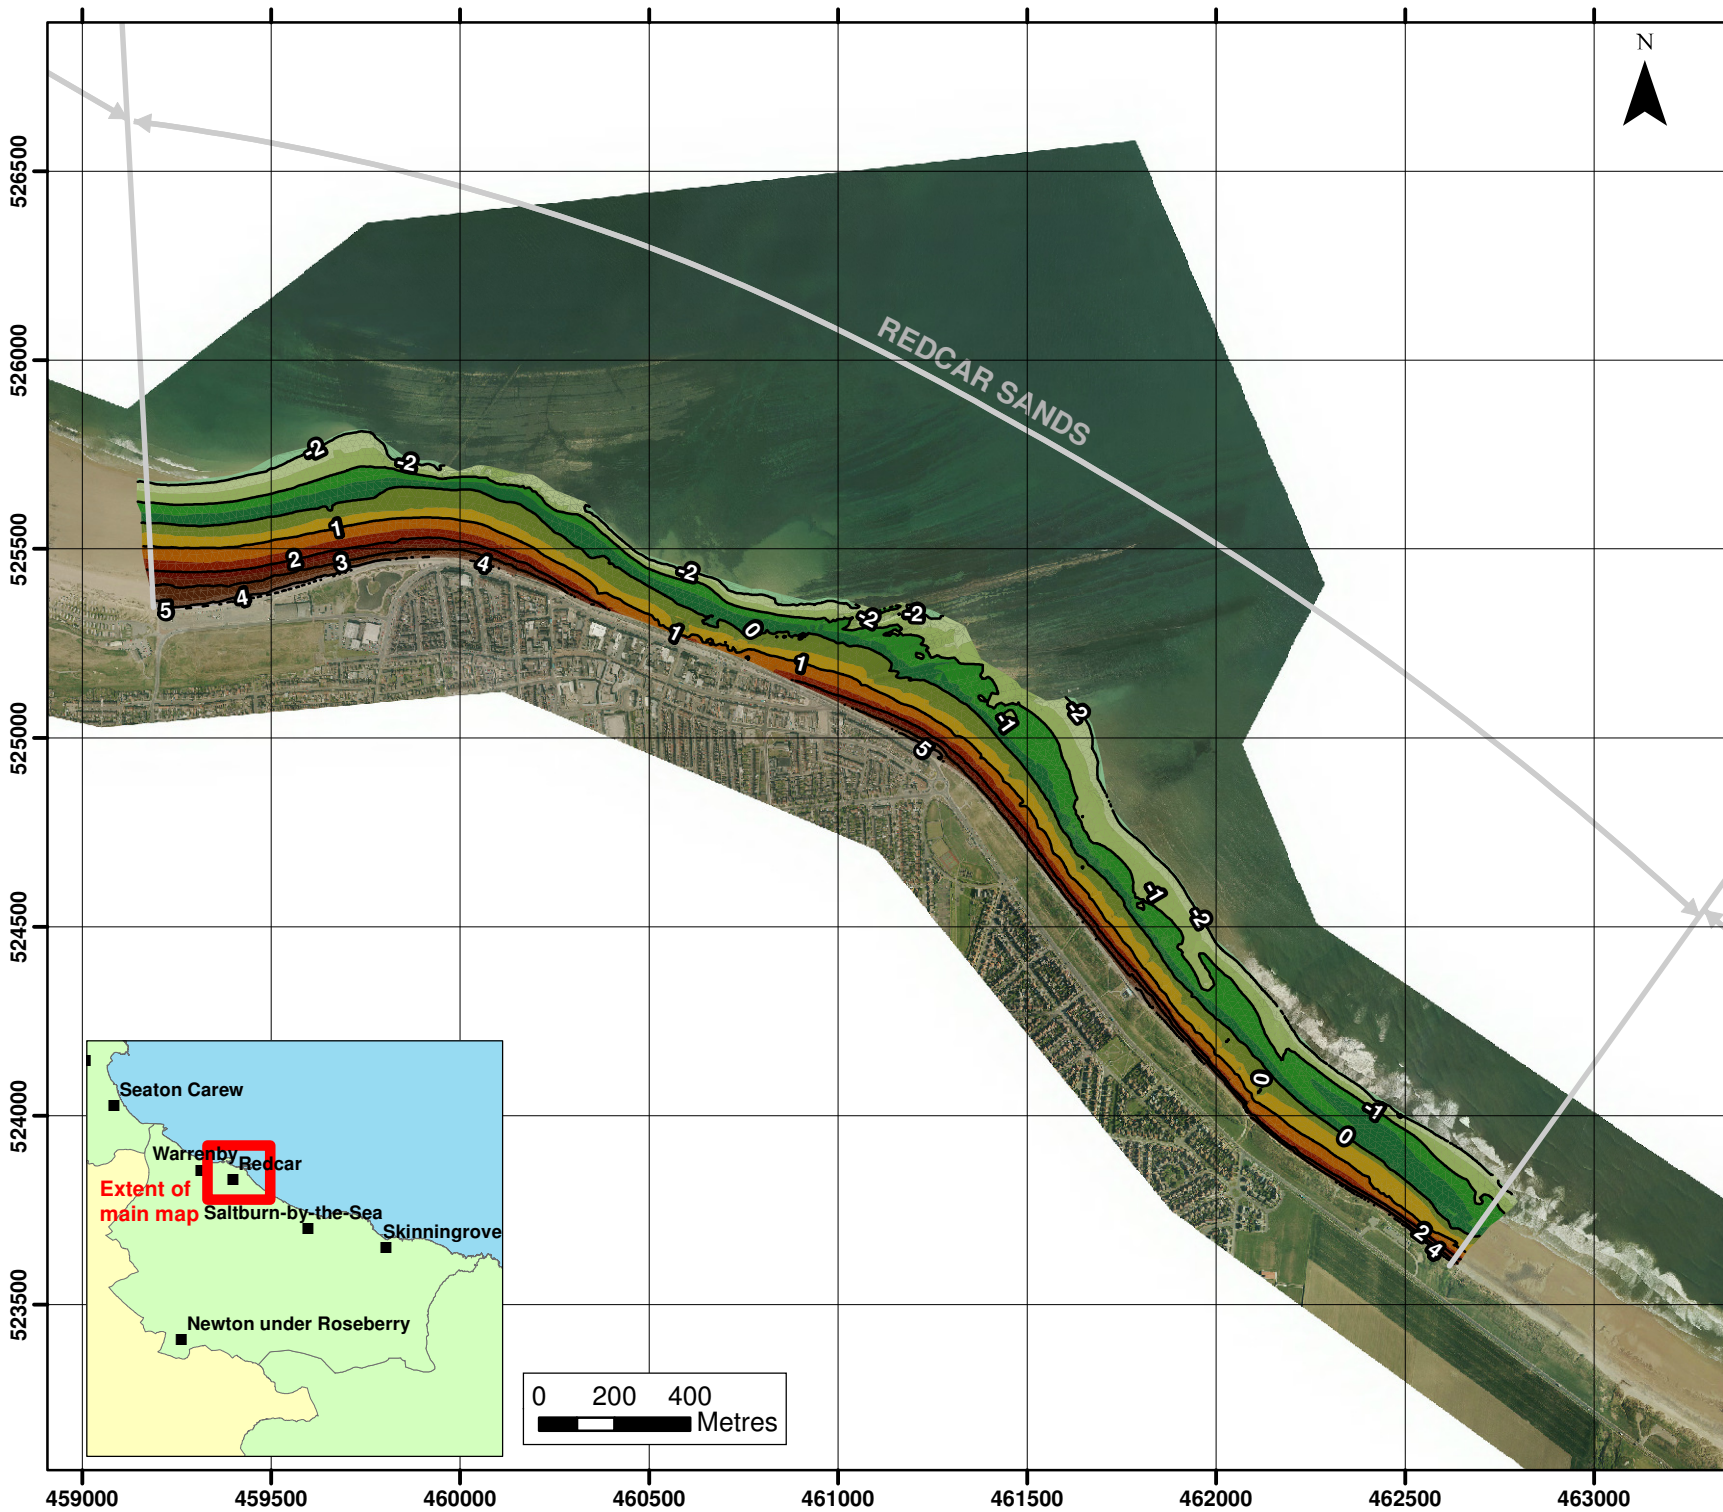 N
526500
526000
525500
525000
524500
524000
523500
REDCAR SANDS
-2
-2
1
2
3
4
5
4
-2
1
0
1
-2
-2
5
-1
-2
-1
-2
0
-1
0
2
4
Seaton Carew
Warrenby
Redcar
Extent of
main map
Saltburn-by-the-Sea
Skinningrove
Newton under Roseberry
0 200 400
Metres
459000 459500 460000 460500 461000 461500 462000 462500 463000